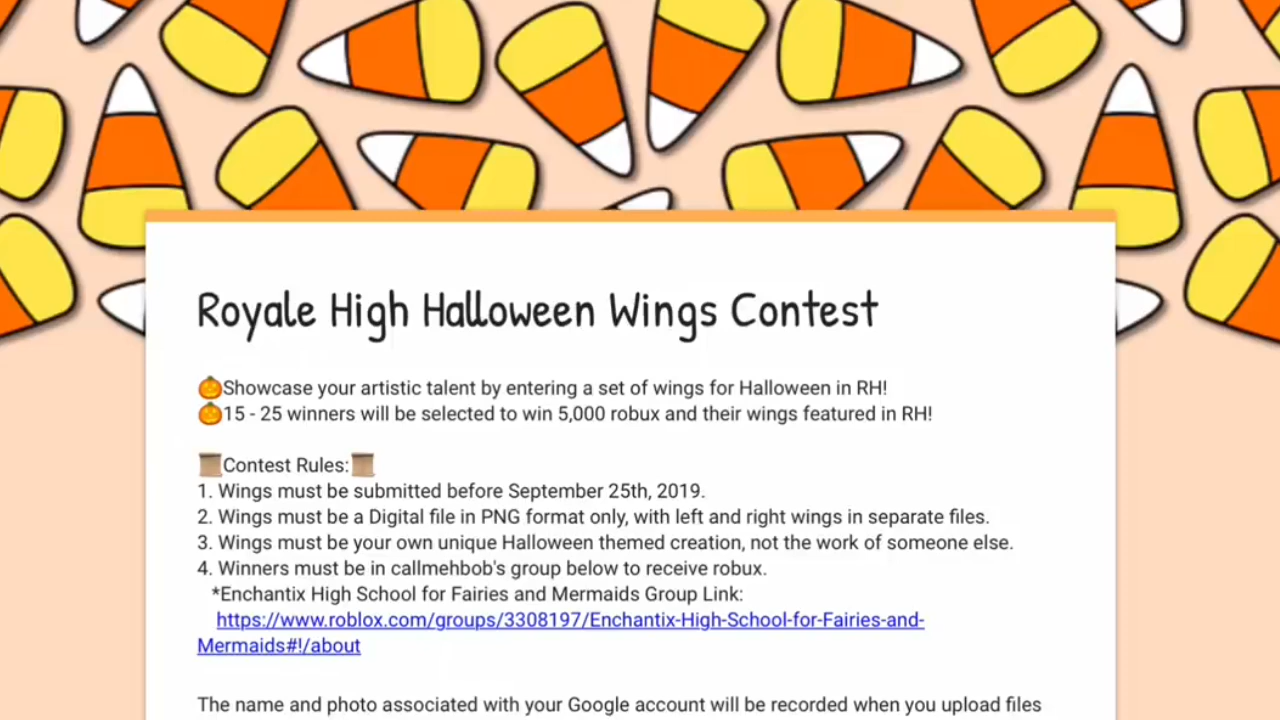 Royale High Halloween Wings Contest
🎃Showcase your artistic talent by entering a set of wings for Halloween in RH!
🎃15 - 25 winners will be selected to win 5,000 robux and their wings featured in RH!
📜Contest Rules:📜
1. Wings must be submitted before September 25th, 2019.
2. Wings must be a Digital file in PNG format only, with left and right wings in separate files.
3. Wings must be your own unique Halloween themed creation, not the work of someone else.
4. Winners must be in callmehbob's group below to receive robux.
*Enchantix High School for Fairies and Mermaids Group Link:
https://www.roblox.com/groups/3308197/Enchantix-High-School-for-Fairies-and-
Mermaids#!/about
The name and photo associated with your Google account will be recorded when you upload files